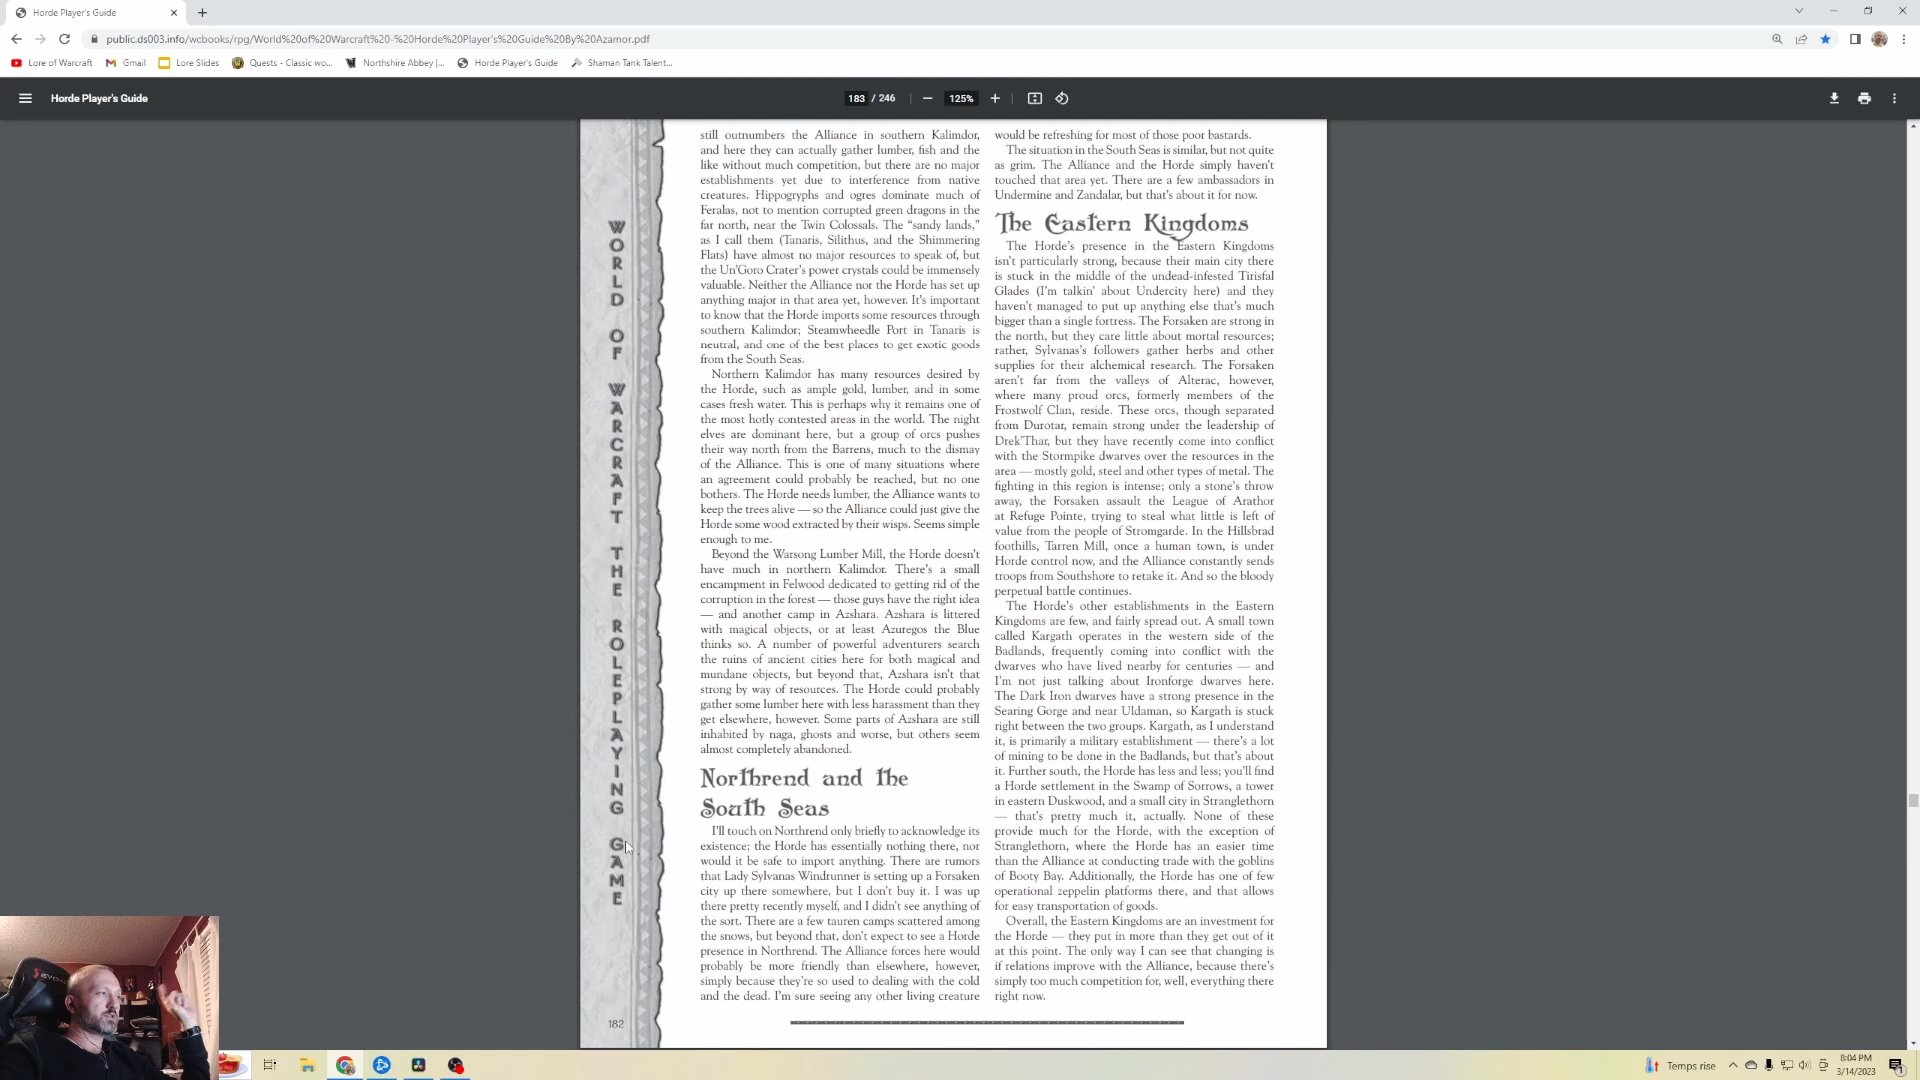 Horde Player's Guide
public.ds003.info/wcbooks/rpg/World%20of%20Warcraft%20-%20Horde%20Player's%20Guide%20By%20Azamor.pdf
Lore of Warcraft
Gmail
Lore Slides
Quests - Classic wo...
Northshire Abbey |...
Horde Player's Guide
Shaman Tank Talent...
Horde Player's Guide
183 / 246
125%
WORLD OF WARCRAFT THE ROLEPLAYING GAME
still outnumbers the Alliance in southern Kalimdor,
and here they can actually gather lumber, fish and the
like without much competition, but there are no major
establishments yet due to interference from native
creatures. Hippogryphs and ogres dominate much of
Feralas, not to mention corrupted green dragons in the
far north, near the Twin Colossals. The “sandy lands,”
as I call them (Tanaris, Silithus, and the Shimmering
Flats) have almost no major resources to speak of, but
the Un'Goro Crater's power crystals could be immensely
valuable. Neither the Alliance nor the Horde has set up
anything major in that area yet, however. It's important
to know that the Horde imports some resources through
southern Kalimdor; Steamwheedle Port in Tanaris is
neutral, and one of the best places to get exotic goods
from the South Seas.
Northern Kalimdor has many resources desired by
the Horde, such as ample gold, lumber, and in some
cases fresh water. This is perhaps why it remains one of
the most hotly contested areas in the world. The night
elves are dominant here, but a group of orcs pushes
their way north from the Barrens, much to the dismay
of the Alliance. This is one of many situations where
an agreement could probably be reached, but no one
bothers. The Horde needs lumber, the Alliance wants to
keep the trees alive — so the Alliance could just give the
Horde some wood extracted by their wisps. Seems simple
enough to me.
Beyond the Warsong Lumber Mill, the Horde doesn't
have much in northern Kalimdor. There's a small
encampment in Felwood dedicated to getting rid of the
corruption in the forest — those guys have the right idea
— and another camp in Azshara. Azshara is littered
with magical objects, or at least Azuregos the Blue
thinks so. A number of powerful adventurers search
the ruins of ancient cities here for both magical and
mundane objects, but beyond that, Azshara isn't that
strong by way of resources. The Horde could probably
gather some lumber here with less harassment than they
get elsewhere, however. Some parts of Azshara are still
inhabited by naga, ghosts and worse, but others seem
almost completely abandoned.
Northrend and the
South Seas
I'll touch on Northrend only briefly to acknowledge its
existence; the Horde has essentially nothing there, nor
would it be safe to import anything. There are rumors
that Lady Sylvanas Windrunner is setting up a Forsaken
city up there somewhere, but I don't buy it. I was up
there pretty recently myself, and I didn't see anything of
the sort. There are a few tauren camps scattered among
the snows, but beyond that, don't expect to see a Horde
presence in Northrend. The Alliance forces here would
probably be more friendly than elsewhere, however,
simply because they're so used to dealing with the cold
and the dead. I'm sure seeing any other living creature
182
would be refreshing for most of those poor bastards.
The situation in the South Seas is similar, but not quite
as grim. The Alliance and the Horde simply haven't
touched that area yet. There are a few ambassadors in
Undermine and Zandalar, but that's about it for now.
The Eastern Kingdoms
The Horde's presence in the Eastern Kingdoms
isn't particularly strong, because their main city there
is stuck in the middle of the undead-infested Tirisfal
Glades (I'm talkin' about Undercity here) and they
haven't managed to put up anything else that's much
bigger than a single fortress. The Forsaken are strong in
the north, but they care little about mortal resources;
rather, Sylvanas's followers gather herbs and other
supplies for their alchemical research. The Forsaken
aren't far from the valleys of Alterac, however,
where many proud orcs, formerly members of the
Frostwolf Clan, reside. These orcs, though separated
from Durotar, remain strong under the leadership of
Drek'Thar, but they have recently come into conflict
with the Stormpike dwarves over the resources in the
area — mostly gold, steel and other types of metal. The
fighting in this region is intense; only a stone's throw
away, the Forsaken assault the League of Arathor
at Refuge Pointe, trying to steal what little is left of
value from the people of Stromgarde. In the Hillsbrad
foothills, Tarren Mill, once a human town, is under
Horde control now, and the Alliance constantly sends
troops from Southshore to retake it. And so the bloody
perpetual battle continues.
The Horde's other establishments in the Eastern
Kingdoms are few, and fairly spread out. A small town
called Kargath operates in the western side of the
Badlands, frequently coming into conflict with the
dwarves who have lived nearby for centuries — and
I'm not just talking about Ironforge dwarves here.
The Dark Iron dwarves have a strong presence in the
Searing Gorge and near Uldaman, so Kargath is stuck
right between the two groups. Kargath, as I understand
it, is primarily a military establishment — there's a lot
of mining to be done in the Badlands, but that's about
it. Further south, the Horde has less and less; you'll find
a Horde settlement in the Swamp of Sorrows, a tower
in eastern Duskwood, and a small city in Stranglethorn
— that's pretty much it, actually. None of these
provide much for the Horde, with the exception of
Stranglethorn, where the Horde has an easier time
than the Alliance at conducting trade with the goblins
of Booty Bay. Additionally, the Horde has one of few
operational zeppelin platforms there, and that allows
for easy transportation of goods.
Overall, the Eastern Kingdoms are an investment for
the Horde — they put in more than they get out of it
at this point. The only way I can see that changing is
if relations improve with the Alliance, because there's
simply too much competition for, well, everything there
right now.
Temps rise
8:04 PM
3/14/2023